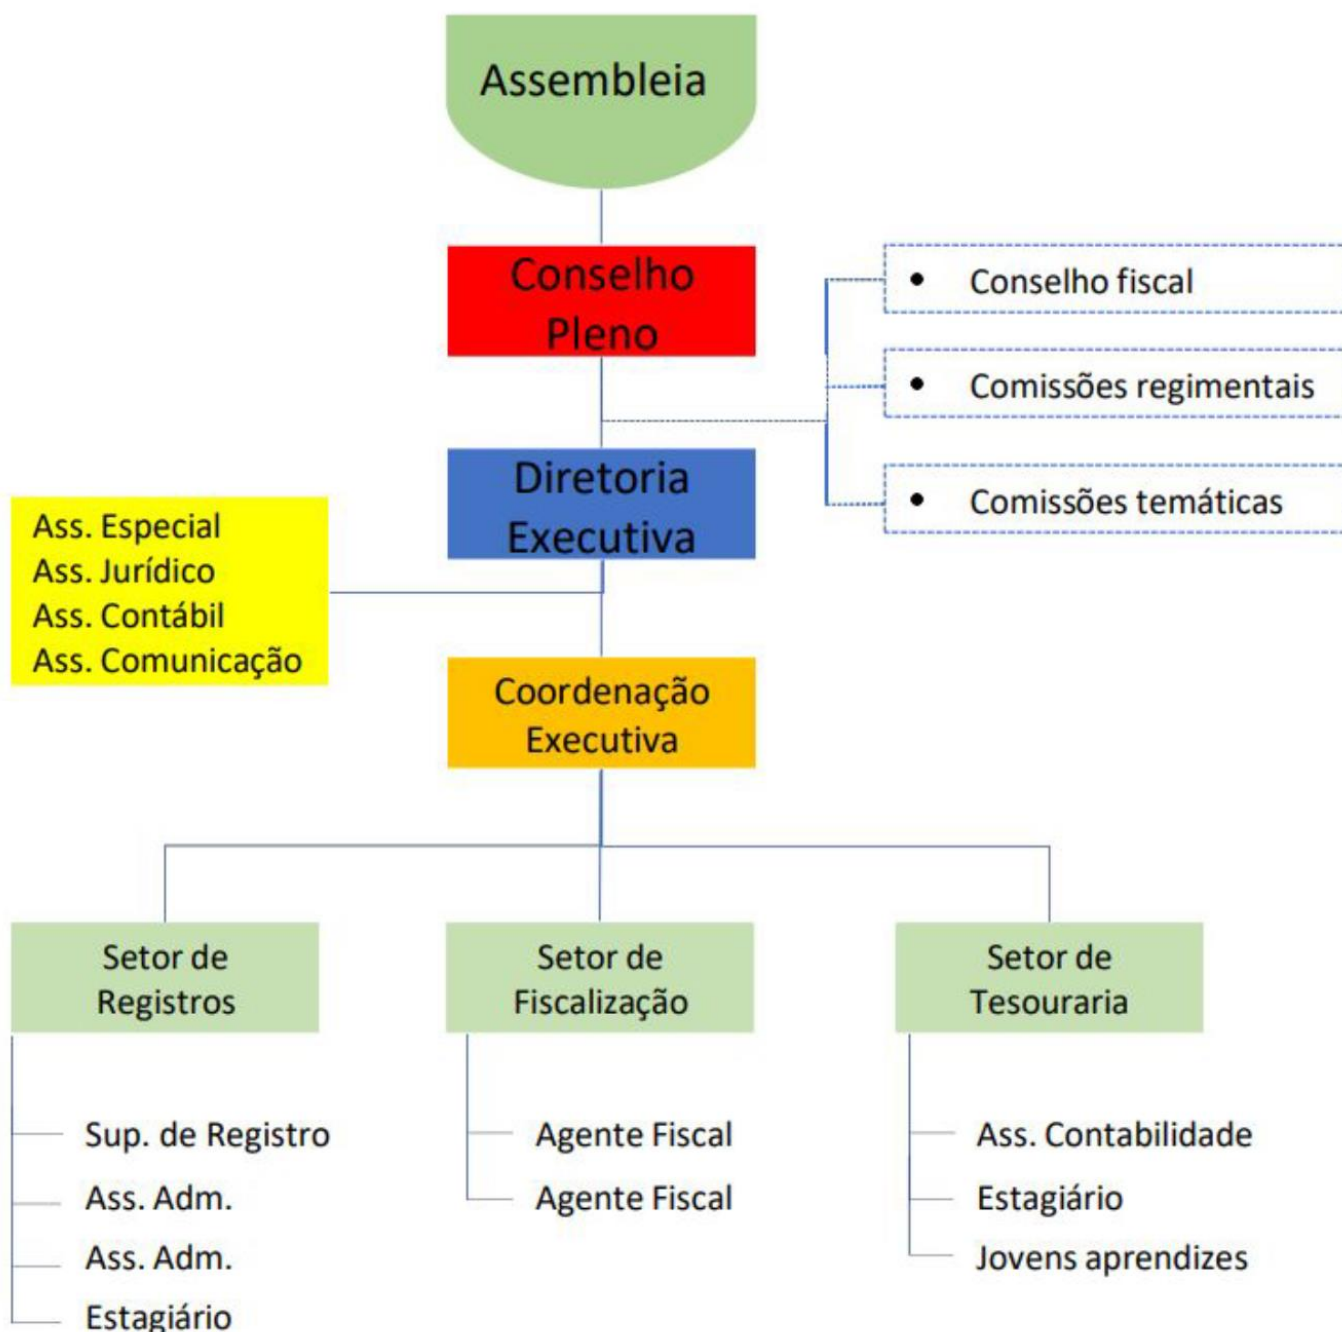 Assembleia
Conselho
Pleno
• Conselho fiscal
• Comissões regimentais
• Comissões temáticas
Diretoria
Executiva
Ass. Especial
Ass. Jurídico
Ass. Contábil
Ass. Comunicação
Coordenação
Executiva
Setor de
Registros
Sup. de Registro
Ass. Adm.
Ass. Adm.
Estagiário
Setor de
Fiscalização
Agente Fiscal
Agente Fiscal
Setor de
Tesouraria
Ass. Contabilidade
Estagiário
Jovens aprendizes